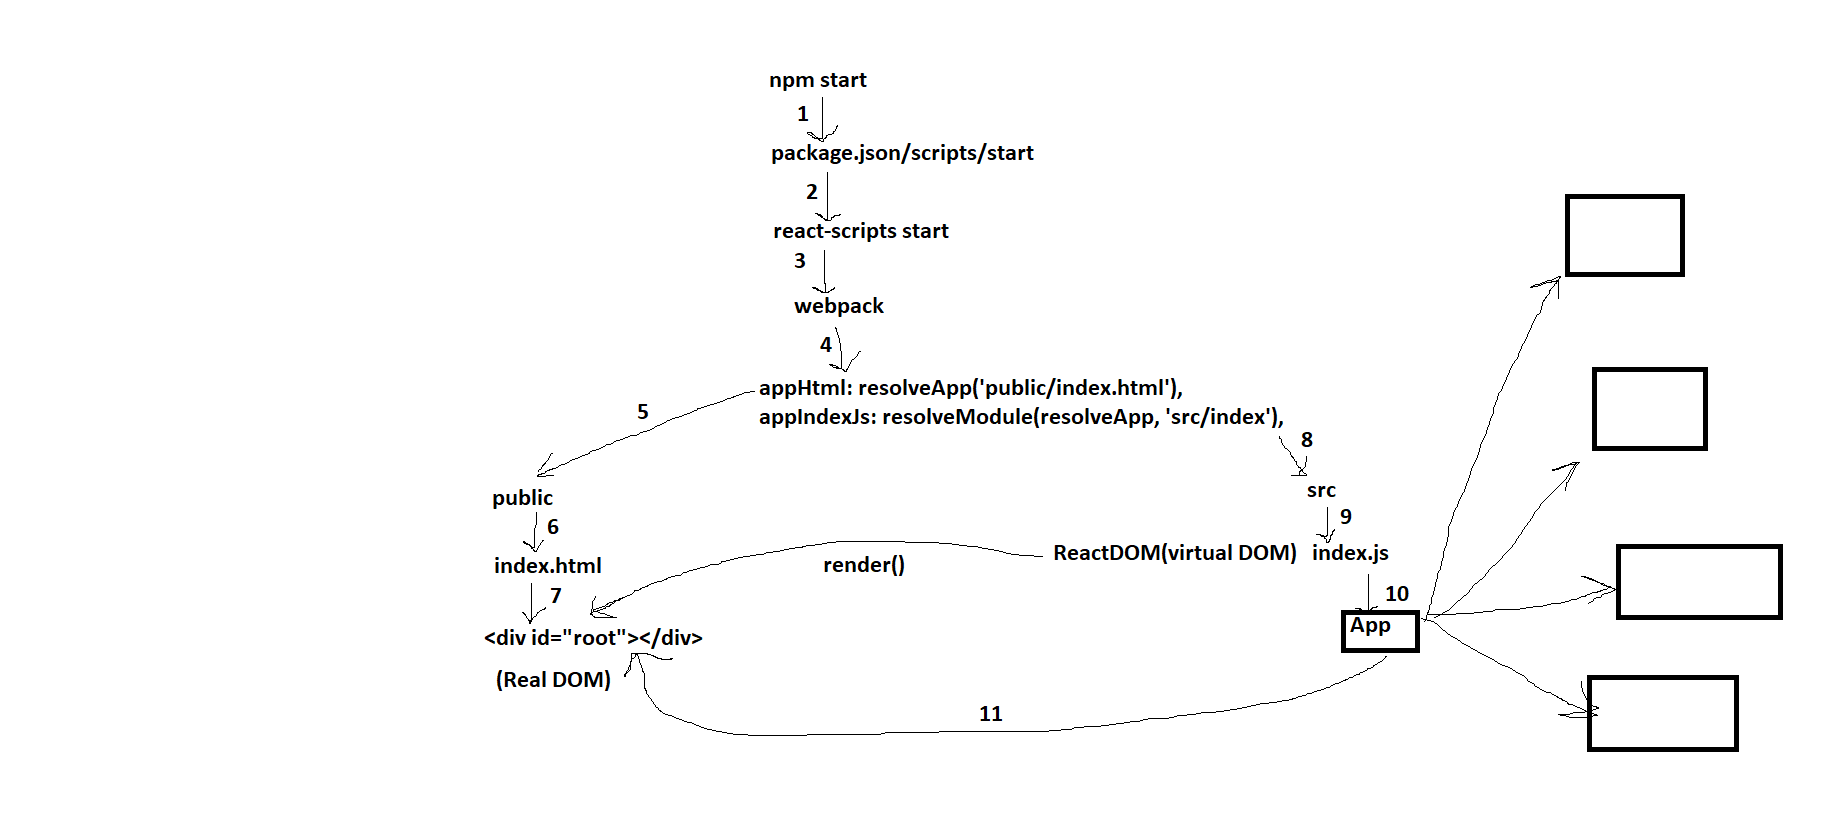 npm start
1
package.json/scripts/start
2
react-scripts start
3
webpack
4
appHtml: resolveApp('public/index.html'),
appIndexJs: resolveModule(resolveApp, 'src/index'),
5
8
public
src
6
9
index.html
render()
ReactDOM(virtual DOM)
index.js
7
10
<div id="root"></div>
App
(Real DOM)
11